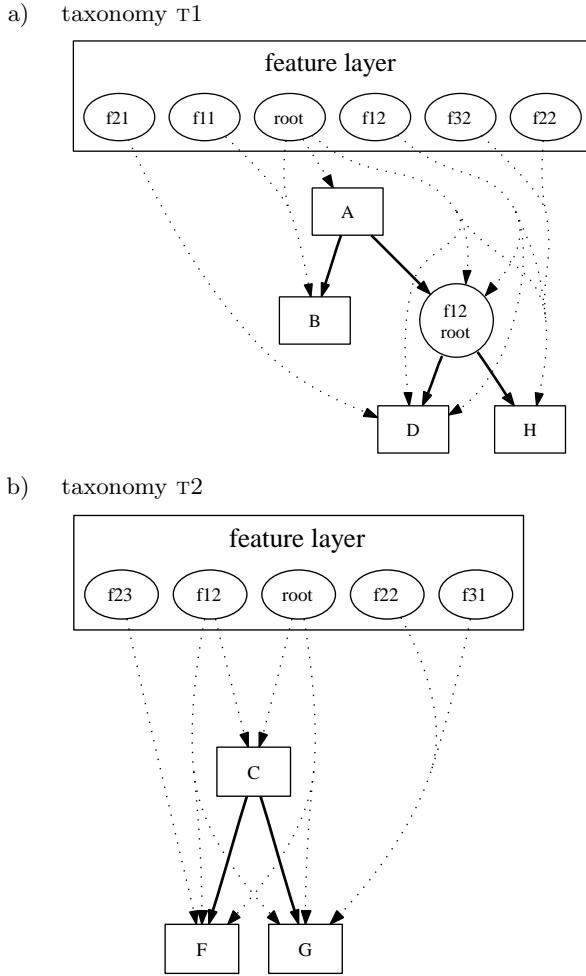 a) taxonomy T1
feature layer
f21 f11 root f12 f32 f22
A
B
f12
root
D H
b) taxonomy T2
feature layer
f23 f12 root f22 f31
C
F G